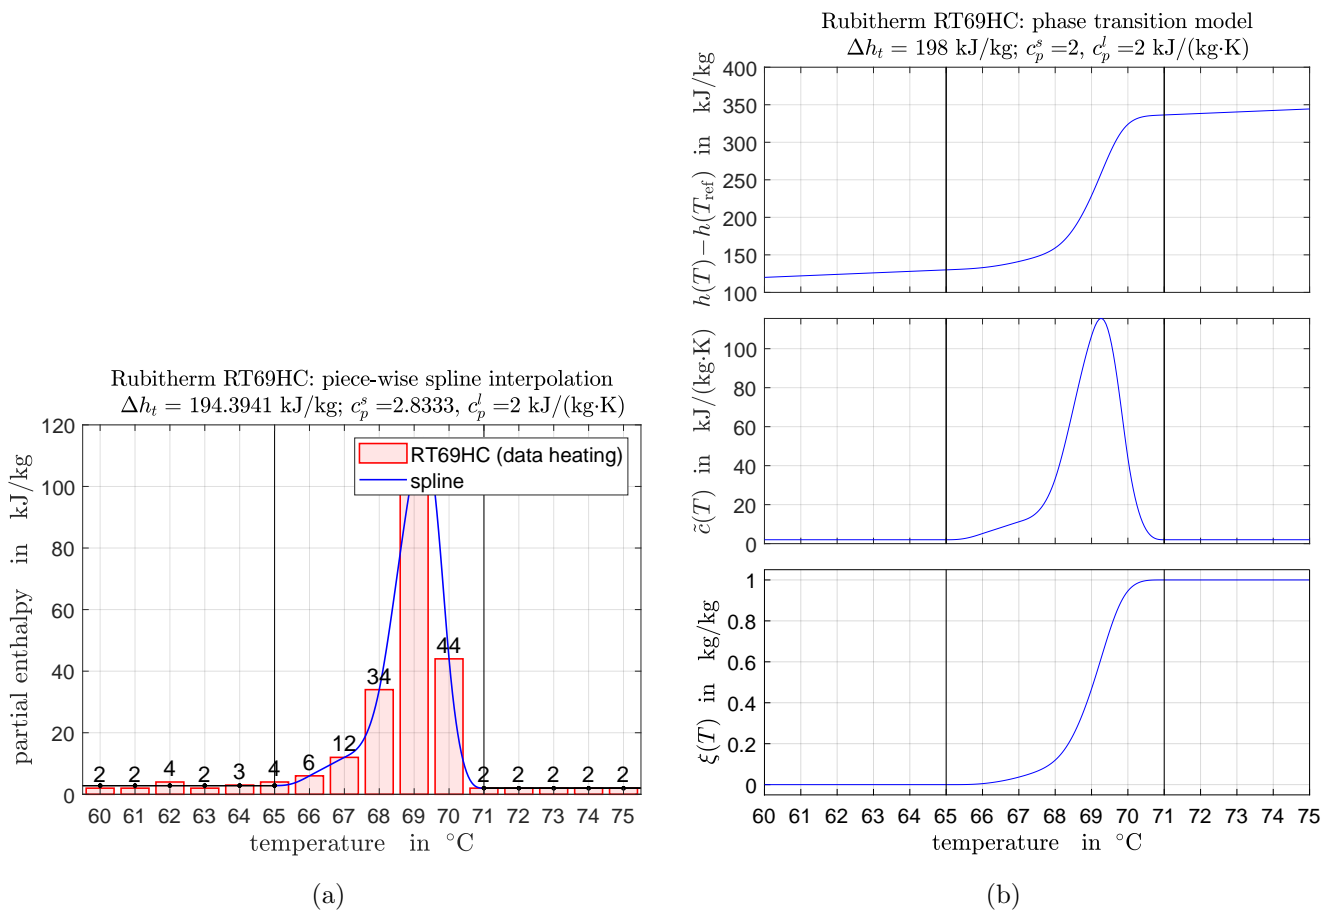 Rubitherm RT69HC: piece-wise spline interpolation
Δhₜ = 194.3941 kJ/kg; cₚˢ =2.8333, cₚˡ =2 kJ/(kg·K)
partial enthalpy in kJ/kg
120
100
80
60
40
20
0
RT69HC (data heating)
spline
2 2 4 2 3 4 6 12 34 44 2 2 2 2 2
60 61 62 63 64 65 66 67 68 69 70 71 72 73 74 75
temperature in °C
(a)
Rubitherm RT69HC: phase transition model
Δhₜ = 198 kJ/kg; cₚˢ =2, cₚˡ =2 kJ/(kg·K)
h(T)−h(T_ref) in kJ/kg
400
350
300
250
200
150
100
c̃(T) in kJ/(kg·K)
100
80
60
40
20
0
ξ(T) in kg/kg
1
0.8
0.6
0.4
0.2
0
60 61 62 63 64 65 66 67 68 69 70 71 72 73 74 75
temperature in °C
(b)